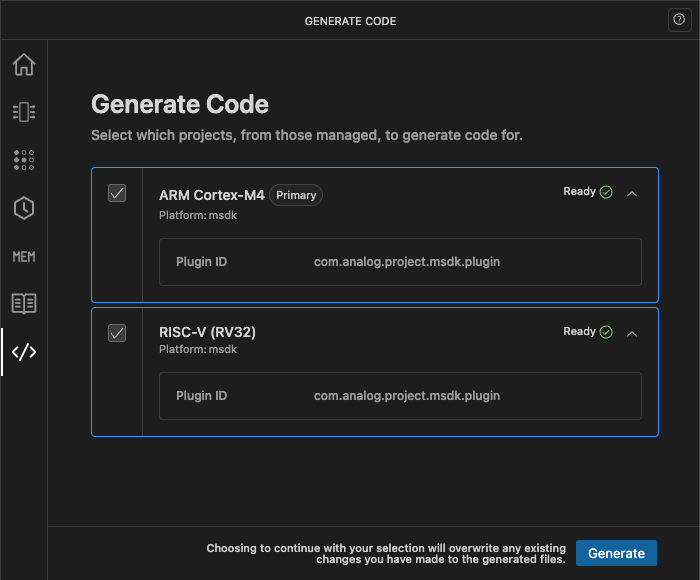 GENERATE CODE
Generate Code
Select which projects, from those managed, to generate code for.
ARM Cortex-M4 Primary Ready
Platform: msdk
Plugin ID com.analog.project.msdk.plugin
MEM
RISC-V (RV32) Ready
Platform: msdk
Plugin ID com.analog.project.msdk.plugin
Choosing to continue with your selection will overwrite any existing
changes you have made to the generated files.
Generate